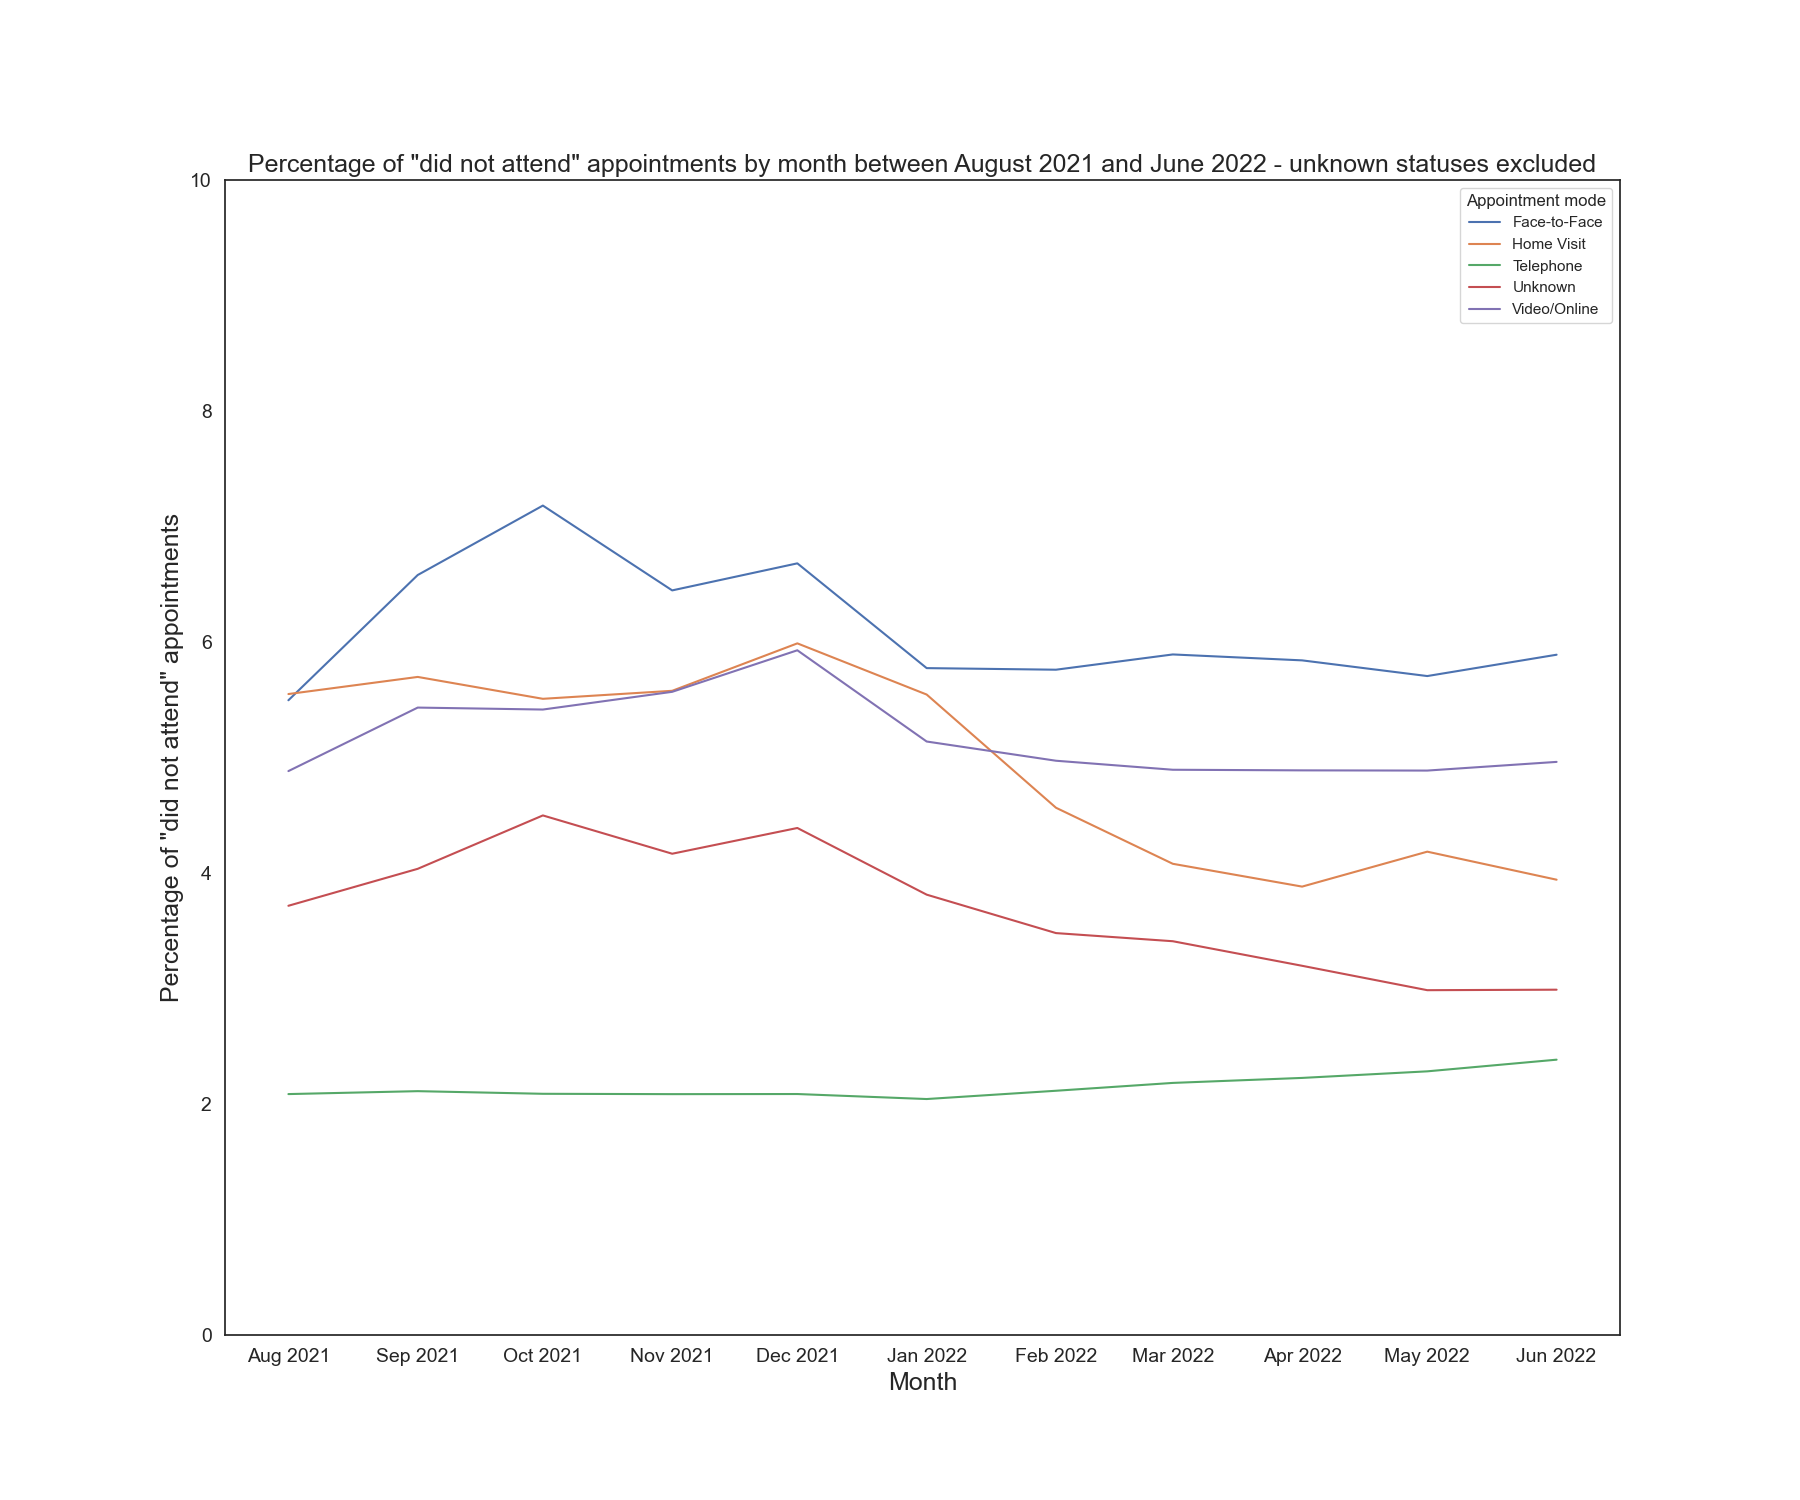 Percentage of "did not attend" appointments by month between August 2021 and June 2022 - unknown statuses excluded
Appointment mode
Face-to-Face
Home Visit
Telephone
Unknown
Video/Online
Percentage of "did not attend" appointments
10
8
6
4
2
0
Aug 2021 Sep 2021 Oct 2021 Nov 2021 Dec 2021 Jan 2022 Feb 2022 Mar 2022 Apr 2022 May 2022 Jun 2022
Month